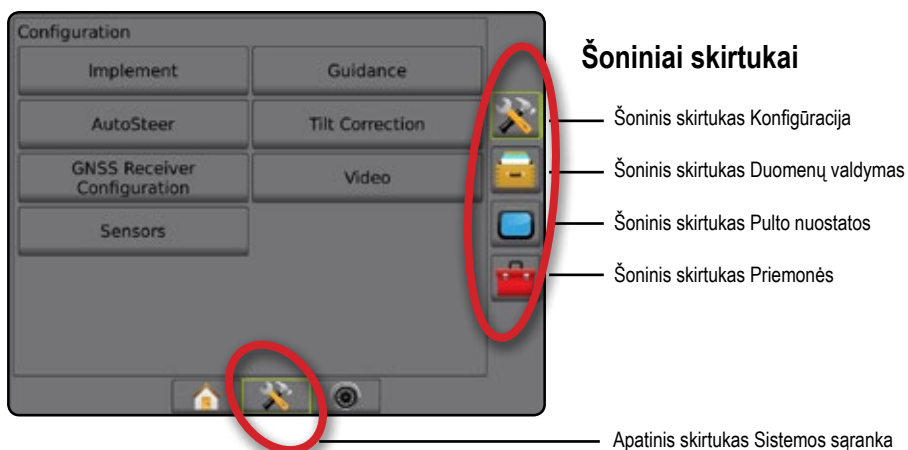 Configuration
Implement
Guidance
AutoSteer
Tilt Correction
GNSS Receiver
Configuration
Video
Sensors
Šoniniai skirtukai
Šoninis skirtukas Konfigūracija
Šoninis skirtukas Duomenų valdymas
Šoninis skirtukas Pulto nuostatos
Šoninis skirtukas Priemonės
Apatinis skirtukas Sistemos sąranka